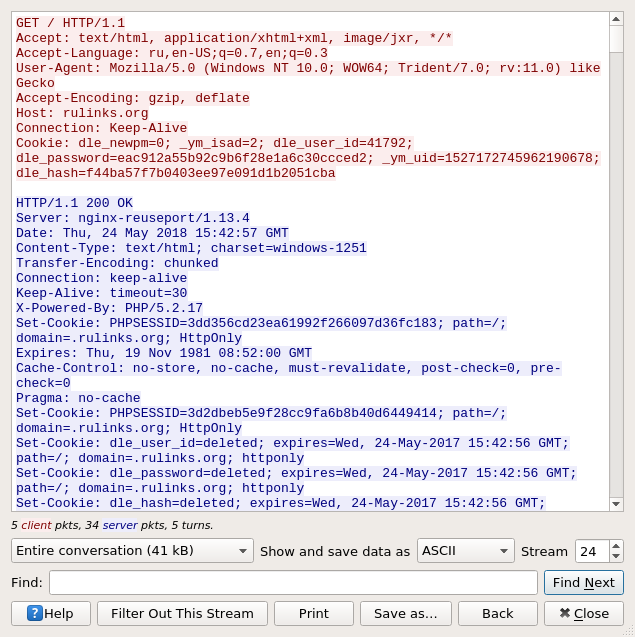 GET / HTTP/1.1
Accept: text/html, application/xhtml+xml, image/jxr, */*
Accept-Language: ru,en-US;q=0.7,en;q=0.3
User-Agent: Mozilla/5.0 (Windows NT 10.0; WOW64; Trident/7.0; rv:11.0) like
Gecko
Accept-Encoding: gzip, deflate
Host: rulinks.org
Connection: Keep-Alive
Cookie: dle_newpm=0; _ym_isad=2; dle_user_id=41792;
dle_password=eac912a55b92c9b6f28e1a6c30ccced2; _ym_uid=1527172745962190678;
dle_hash=f44ba57f7b0403ee97e091d1b2051cba
HTTP/1.1 200 OK
Server: nginx-reuseport/1.13.4
Date: Thu, 24 May 2018 15:42:57 GMT
Content-Type: text/html; charset=windows-1251
Transfer-Encoding: chunked
Connection: keep-alive
Keep-Alive: timeout=30
X-Powered-By: PHP/5.2.17
Set-Cookie: PHPSESSID=3dd356cd23ea61992f266097d36fc183; path=/;
domain=.rulinks.org; HttpOnly
Expires: Thu, 19 Nov 1981 08:52:00 GMT
Cache-Control: no-store, no-cache, must-revalidate, post-check=0, pre-
check=0
Pragma: no-cache
Set-Cookie: PHPSESSID=3d2dbeb5e9f28cc9fa6b8b40d6449414; path=/;
domain=.rulinks.org; HttpOnly
Set-Cookie: dle_user_id=deleted; expires=Wed, 24-May-2017 15:42:56 GMT;
path=/; domain=.rulinks.org; httponly
Set-Cookie: dle_password=deleted; expires=Wed, 24-May-2017 15:42:56 GMT;
path=/; domain=.rulinks.org; httponly
Set-Cookie: dle_hash=deleted; expires=Wed, 24-May-2017 15:42:56 GMT;
5 client pkts, 34 server pkts, 5 turns.
Entire conversation (41 kB) Show and save data as ASCII Stream 24
Find: Find Next
?Help Filter Out This Stream Print Save as... Back ✖ Close